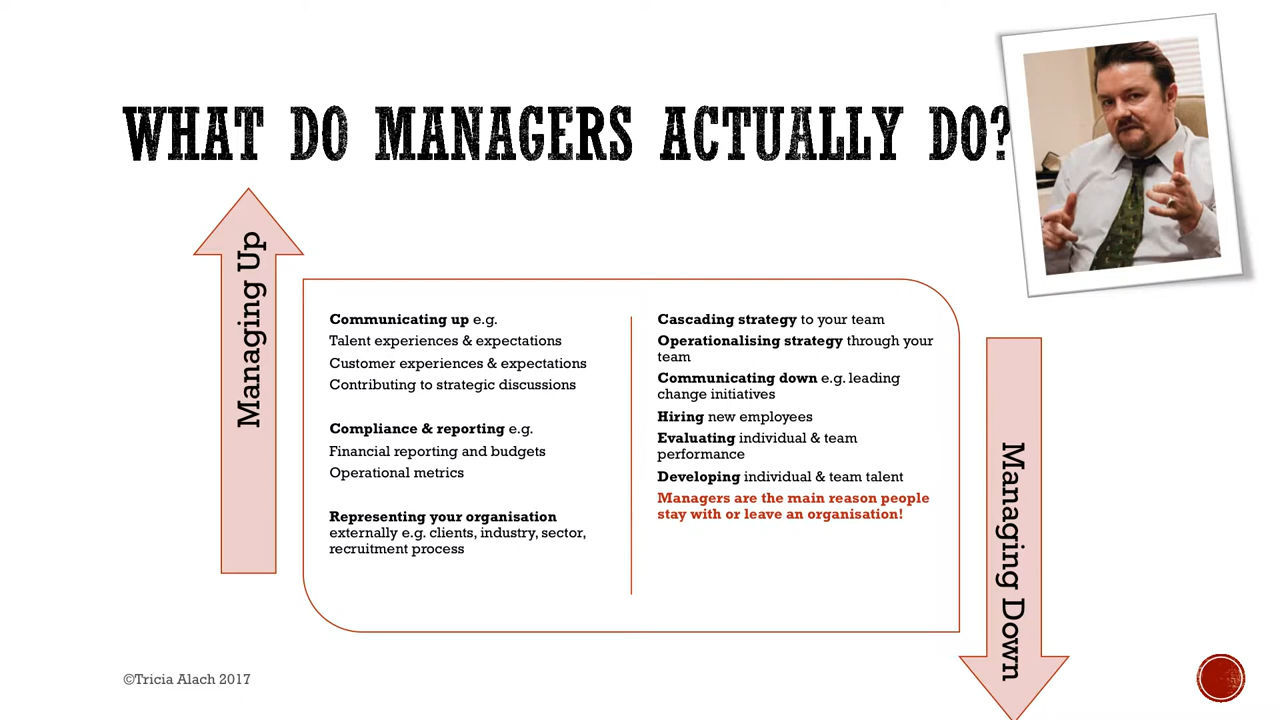 WHAT DO MANAGERS ACTUALLY DO?
Managing Up
Communicating up e.g.
Talent experiences & expectations
Customer experiences & expectations
Contributing to strategic discussions
Compliance & reporting e.g.
Financial reporting and budgets
Operational metrics
Representing your organisation
externally e.g. clients, industry, sector,
recruitment process
Cascading strategy to your team
Operationalising strategy through your
team
Communicating down e.g. leading
change initiatives
Hiring new employees
Evaluating individual & team
performance
Developing individual & team talent
Managers are the main reason people
stay with or leave an organisation!
Managing Down
©Tricia Alach 2017